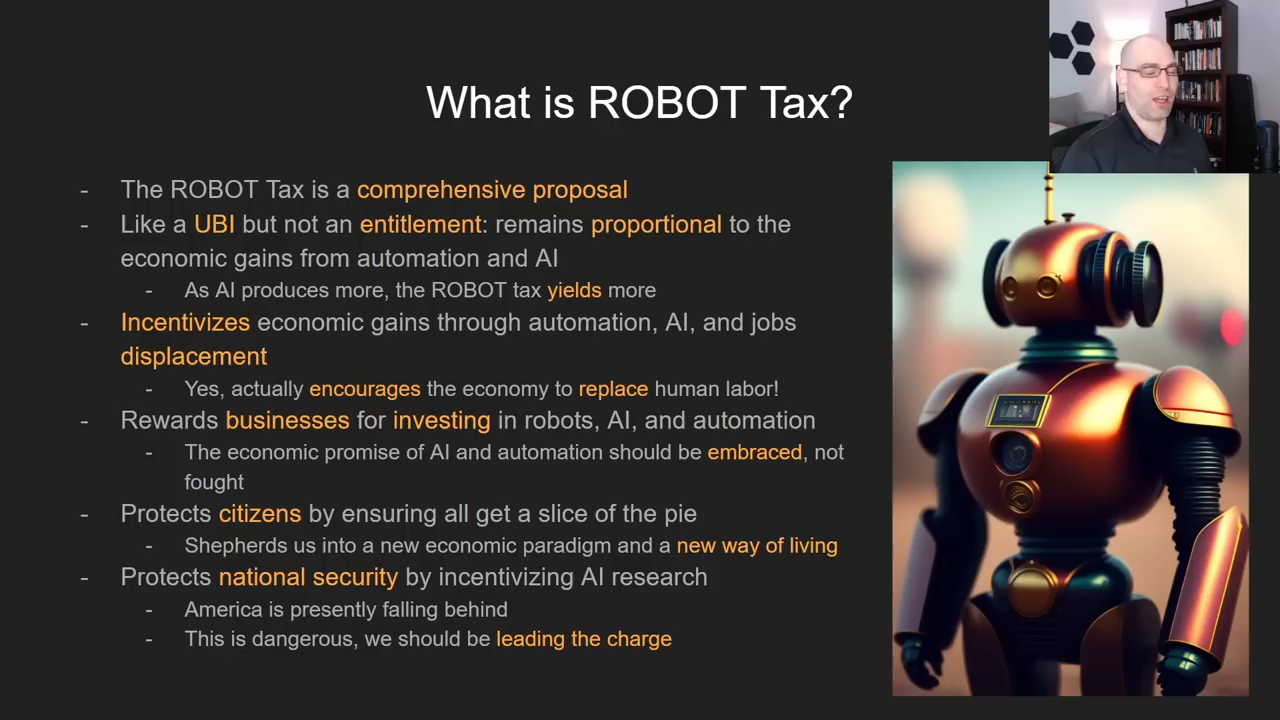 What is ROBOT Tax?
- The ROBOT Tax is a comprehensive proposal
- Like a UBI but not an entitlement: remains proportional to the
economic gains from automation and AI
- As AI produces more, the ROBOT tax yields more
- Incentivizes economic gains through automation, AI, and jobs
displacement
- Yes, actually encourages the economy to replace human labor!
- Rewards businesses for investing in robots, AI, and automation
- The economic promise of AI and automation should be embraced, not
fought
- Protects citizens by ensuring all get a slice of the pie
- Shepherds us into a new economic paradigm and a new way of living
- Protects national security by incentivizing AI research
- America is presently falling behind
- This is dangerous, we should be leading the charge